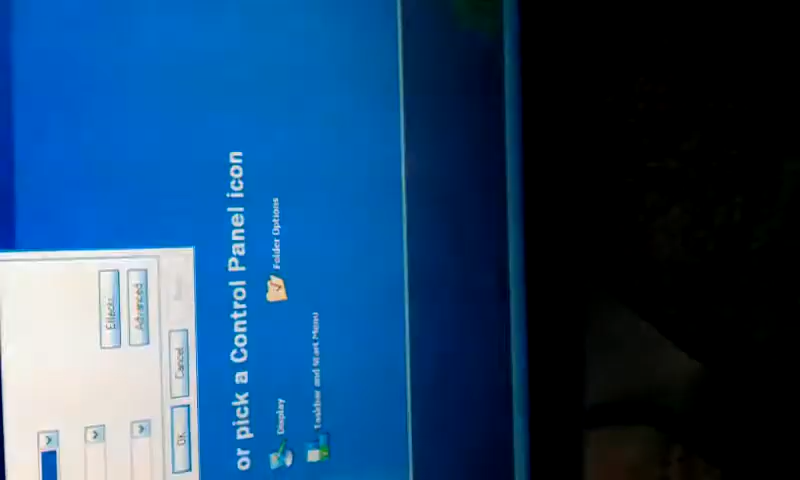 Effects
Advanced
OK
Cancel
or pick a Control Panel icon
Display
Folder Options
Taskbar and Start Menu